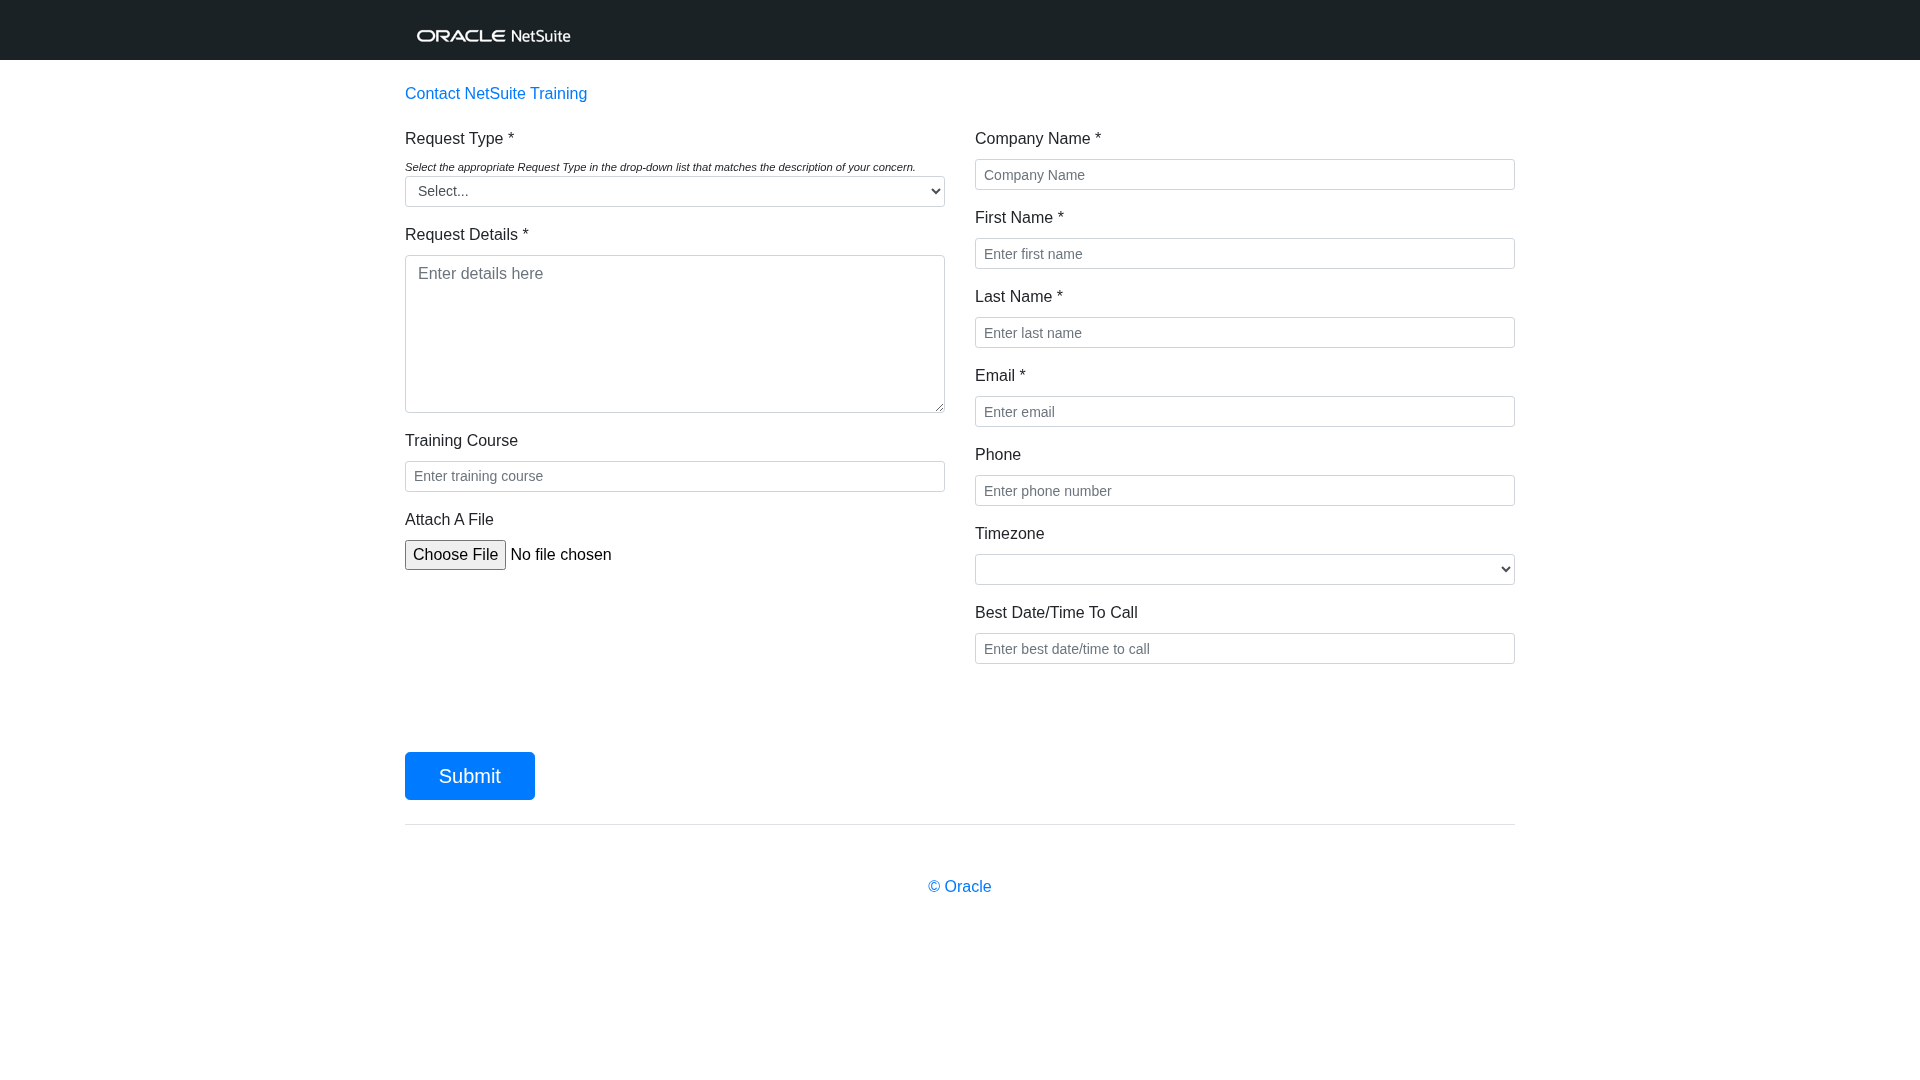 ORACLE NetSuite
Contact NetSuite Training
Request Type *
Select the appropriate Request Type in the drop-down list that matches the description of your concern.
Select...
Request Details *
Enter details here
Training Course
Enter training course
Attach A File
Choose File No file chosen
Company Name *
Company Name
First Name *
Enter first name
Last Name *
Enter last name
Email *
Enter email
Phone
Enter phone number
Timezone
Best Date/Time To Call
Enter best date/time to call
Submit
© Oracle